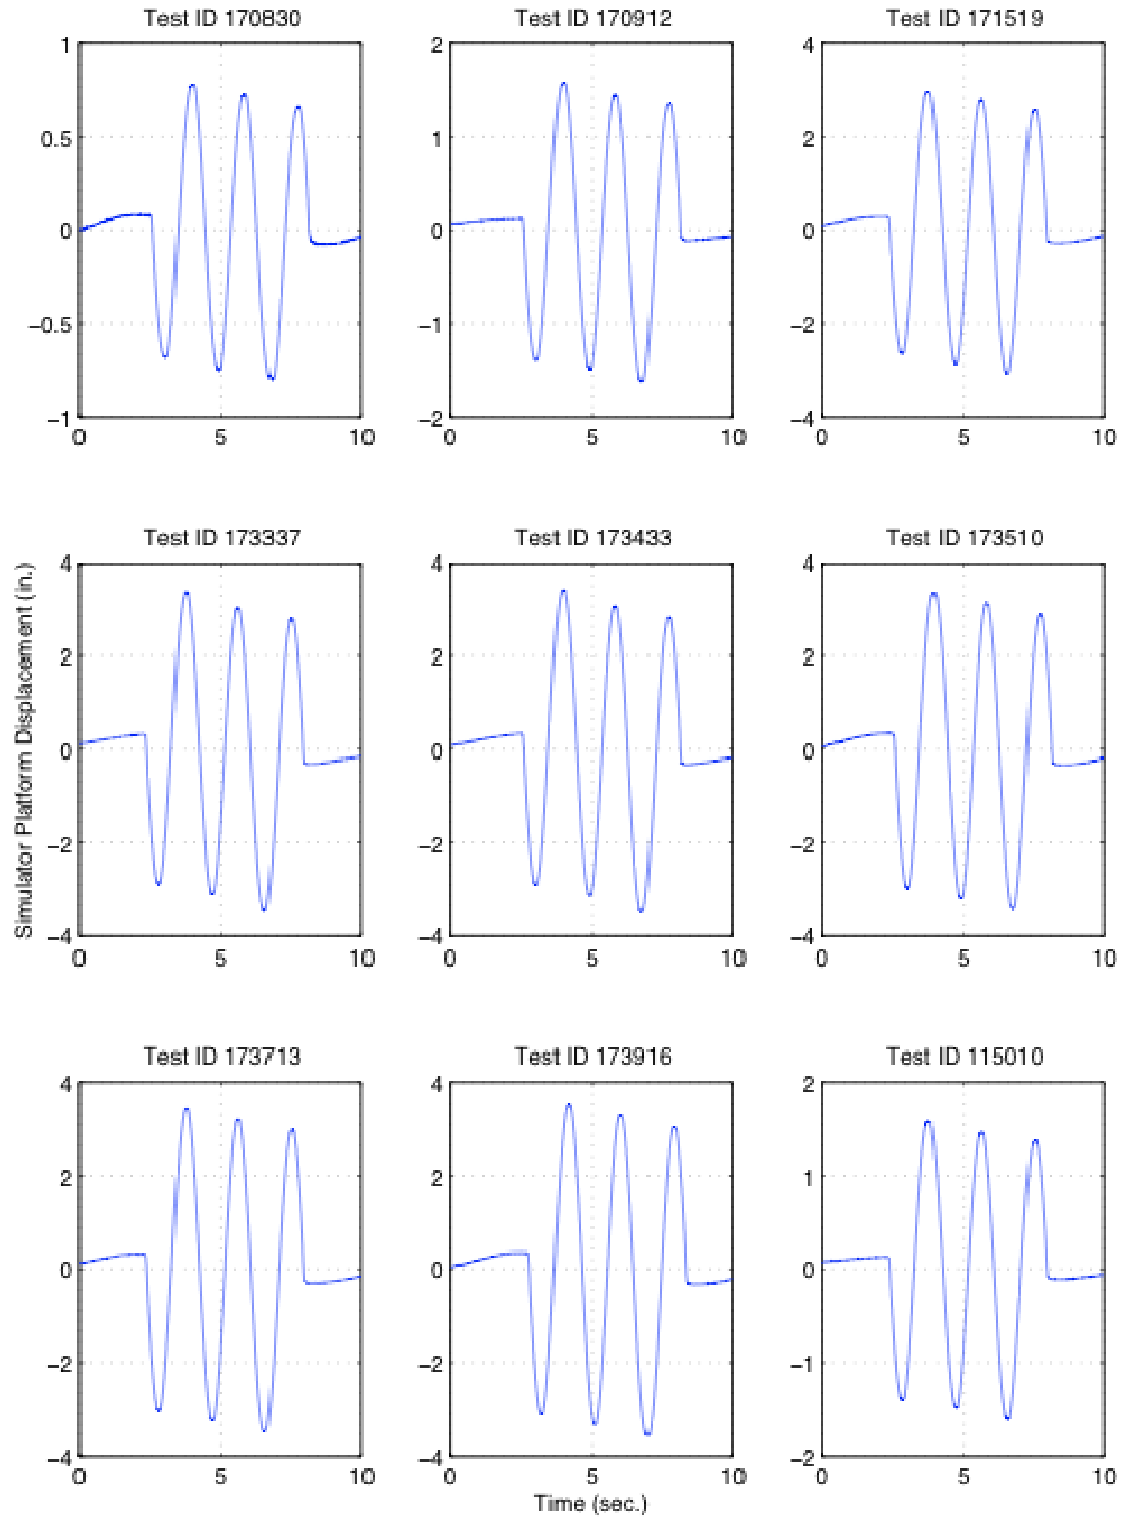 Test ID 170830 Test ID 170912 Test ID 171519
1 2 4
0.5 1 2
0 0 0
−0.5 −1 −2
−1 −2 −4
0 5 10 0 5 10 0 5 10
Test ID 173337 Test ID 173433 Test ID 173510
4 4 4
2 2 2
0 0 0
−2 −2 −2
−4 −4 −4
0 5 10 0 5 10 0 5 10
Simulator Platform Displacement (in.)
Test ID 173713 Test ID 173916 Test ID 115010
4 4 2
2 2 1
0 0 0
−2 −2 −1
−4 −4 −2
0 5 10 0 5 10 0 5 10
Time (sec.)